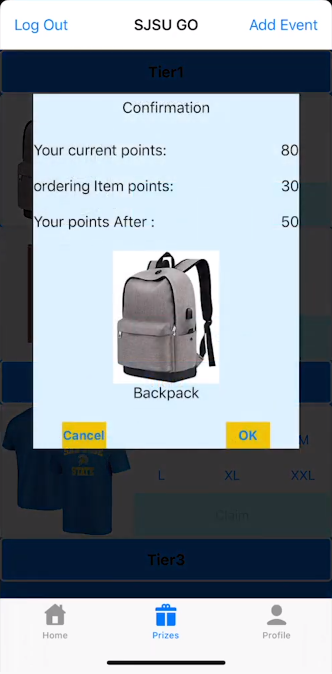 Log Out SJSU GO Add Event
Tier1
Confirmation
Your current points: 80
ordering Item points: 30
Your points After : 50
Backpack
Cancel OK
M
STATE
L XL XXL
Claim
Tier3
Home Prizes Profile